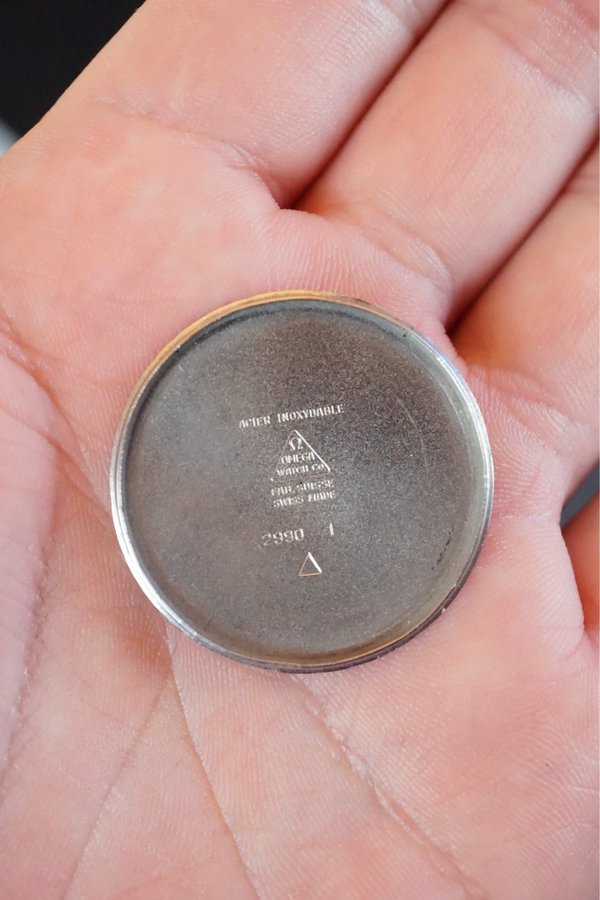 ACIER INOXYDABLE
Ω
OMEGA
WATCH Co
FAB. SUISSE
SWISS MADE
2990 1